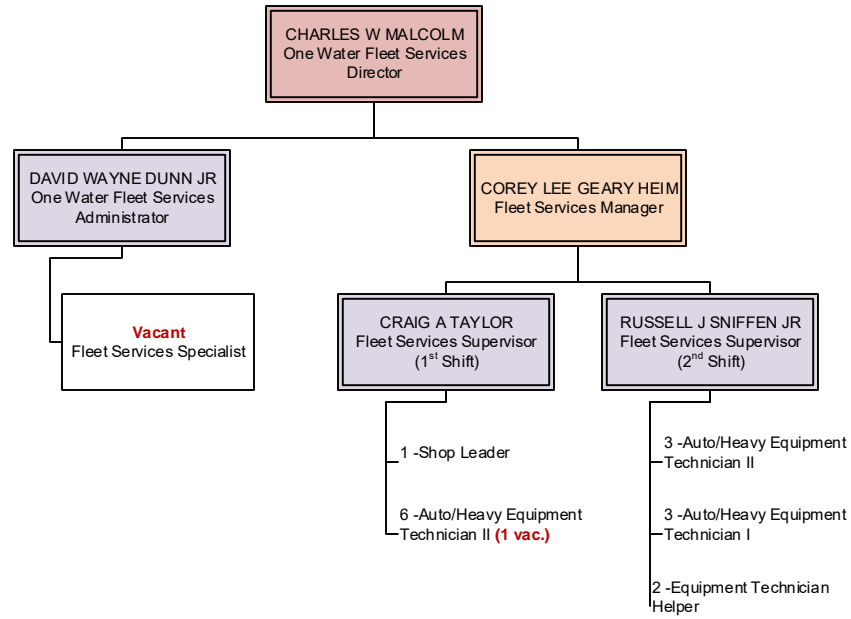 CHARLES W MALCOLM
One Water Fleet Services
Director
DAVID WAYNE DUNN JR
One Water Fleet Services
Administrator
COREY LEE GEARY HEIM
Fleet Services Manager
Vacant
Fleet Services Specialist
CRAIG A TAYLOR
Fleet Services Supervisor
(1st Shift)
RUSSELL J SNIFFEN JR
Fleet Services Supervisor
(2nd Shift)
1 -Shop Leader
6 -Auto/Heavy Equipment
Technician II (1 vac.)
3 -Auto/Heavy Equipment
Technician II
3 -Auto/Heavy Equipment
Technician I
2 -Equipment Technician
Helper